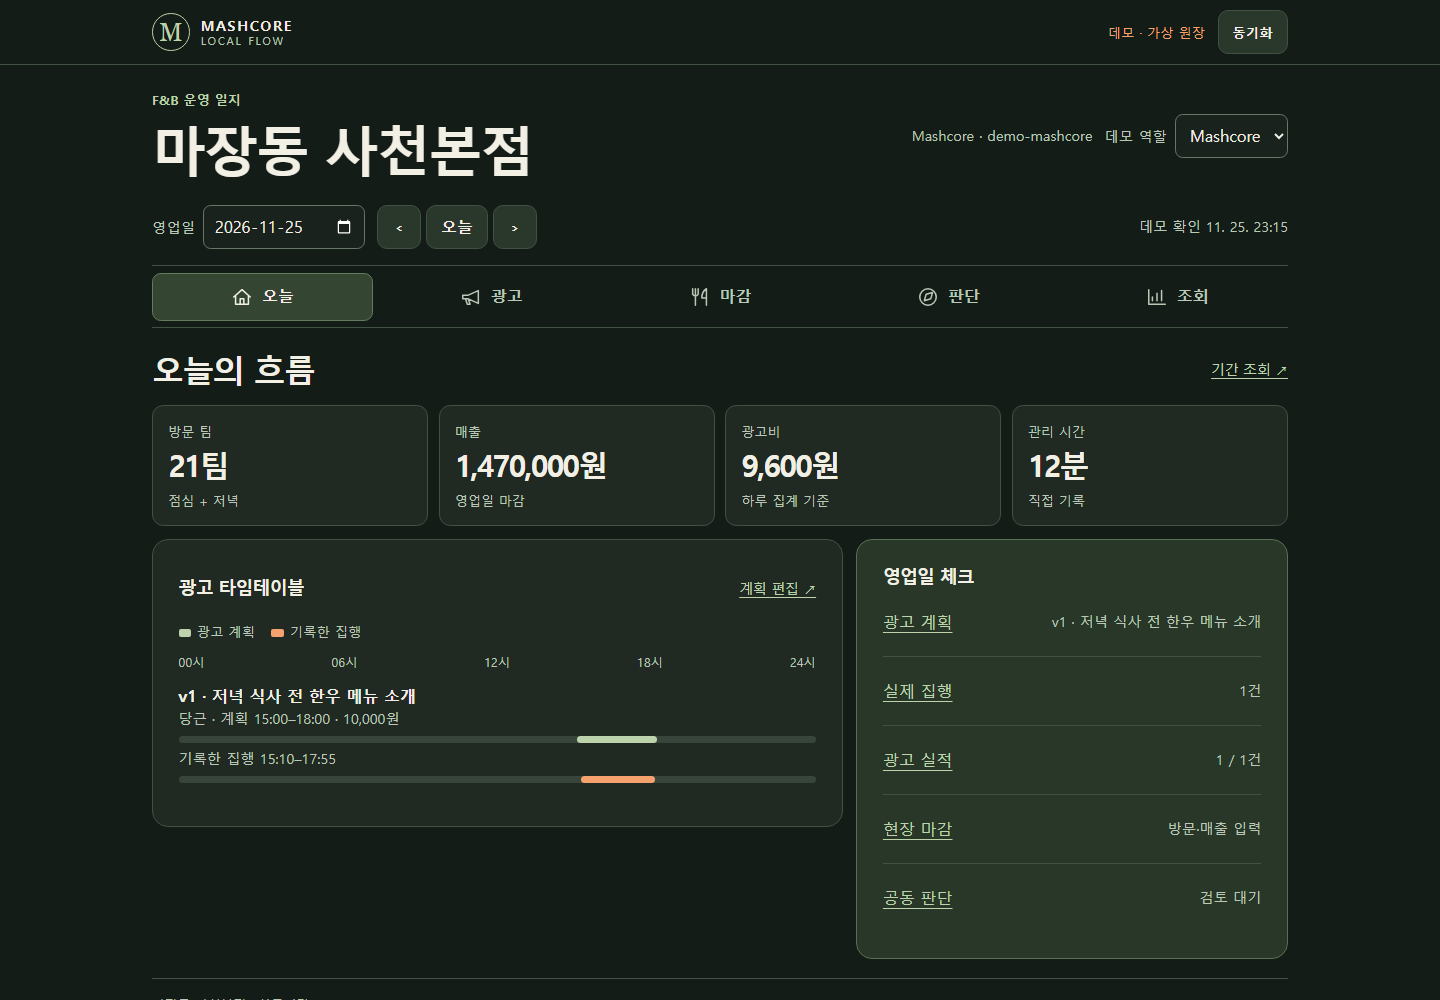 M MASHCORE
LOCAL FLOW
데모 · 가상 원장
동기화
F&B 운영 일지
마장동 사천본점
Mashcore · demo-mashcore
데모 역할
Mashcore
영업일
2026-11-25
<
오늘
>
데모 확인 11. 25. 23:15
오늘
광고
마감
판단
조회
오늘의 흐름
기간 조회 ↗
방문 팀
21팀
점심 + 저녁
매출
1,470,000원
영업일 마감
광고비
9,600원
하루 집계 기준
관리 시간
12분
직접 기록
광고 타임테이블
계획 편집 ↗
광고 계획
기록한 집행
00시 06시 12시 18시 24시
v1 · 저녁 식사 전 한우 메뉴 소개
당근 · 계획 15:00–18:00 · 10,000원
기록한 집행 15:10–17:55
영업일 체크
광고 계획 v1 · 저녁 식사 전 한우 메뉴 소개
실제 집행 1건
광고 실적 1 / 1건
현장 마감 방문·매출 입력
공동 판단 검토 대기